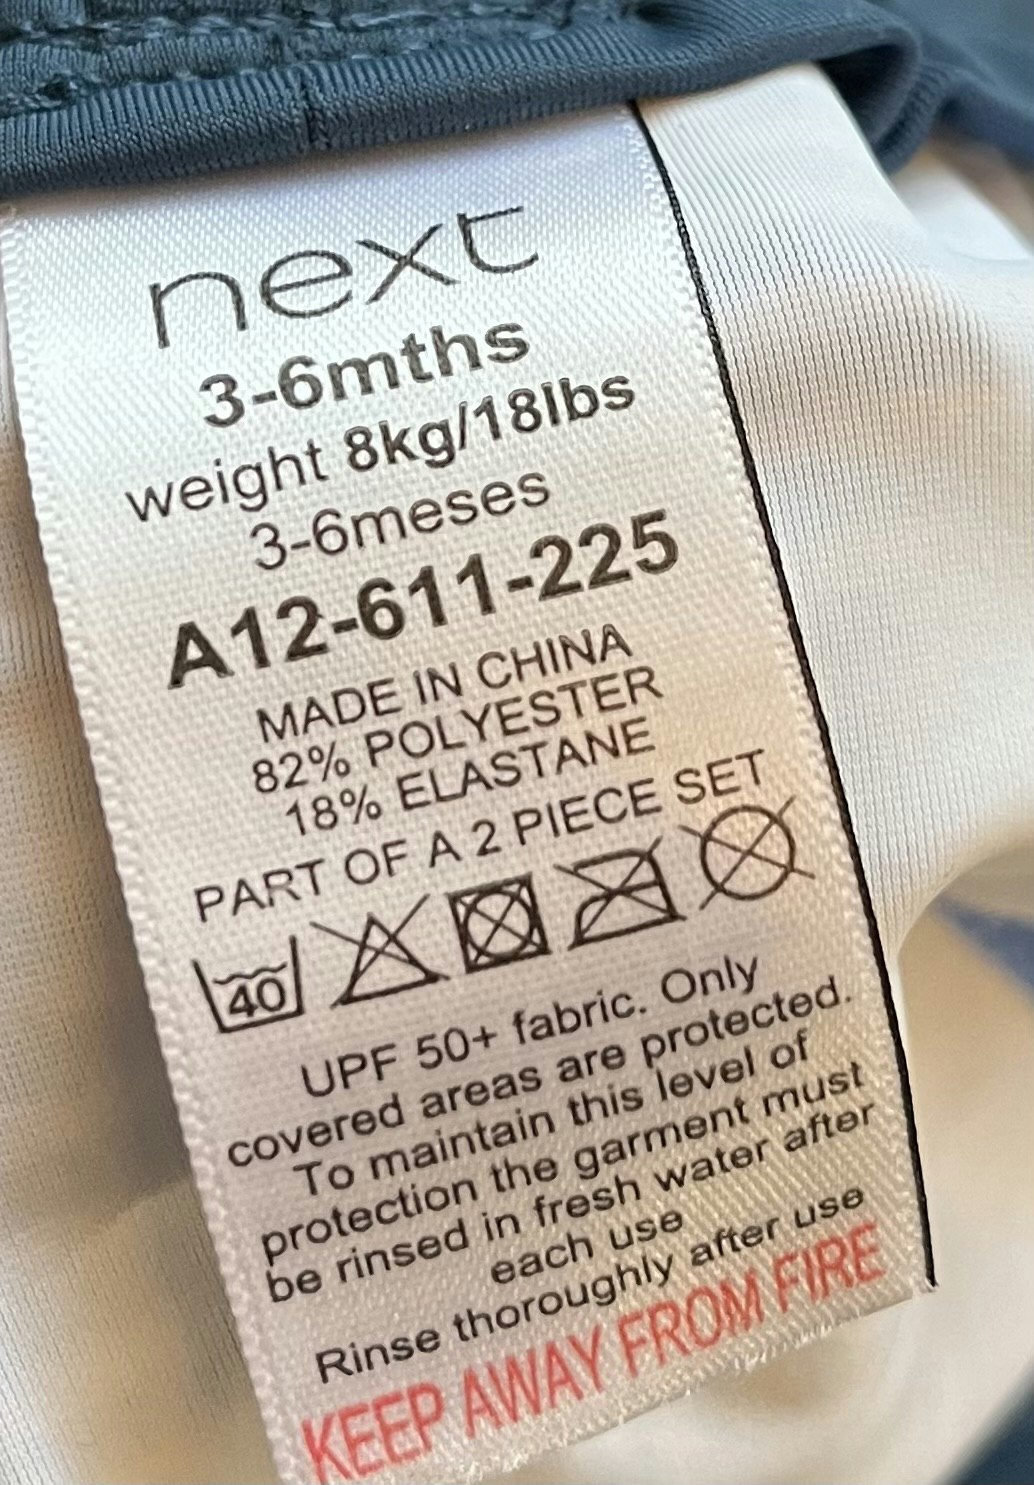 next
3-6mths
weight 8kg/18lbs
3-6meses
A12-611-225
MADE IN CHINA
82% POLYESTER
18% ELASTANE
PART OF A 2 PIECE SET
40
UPF 50+ fabric. Only
covered areas are protected.
To maintain this level of
protection the garment must
be rinsed in fresh water after
each use
Rinse thoroughly after use
KEEP AWAY FROM FIRE